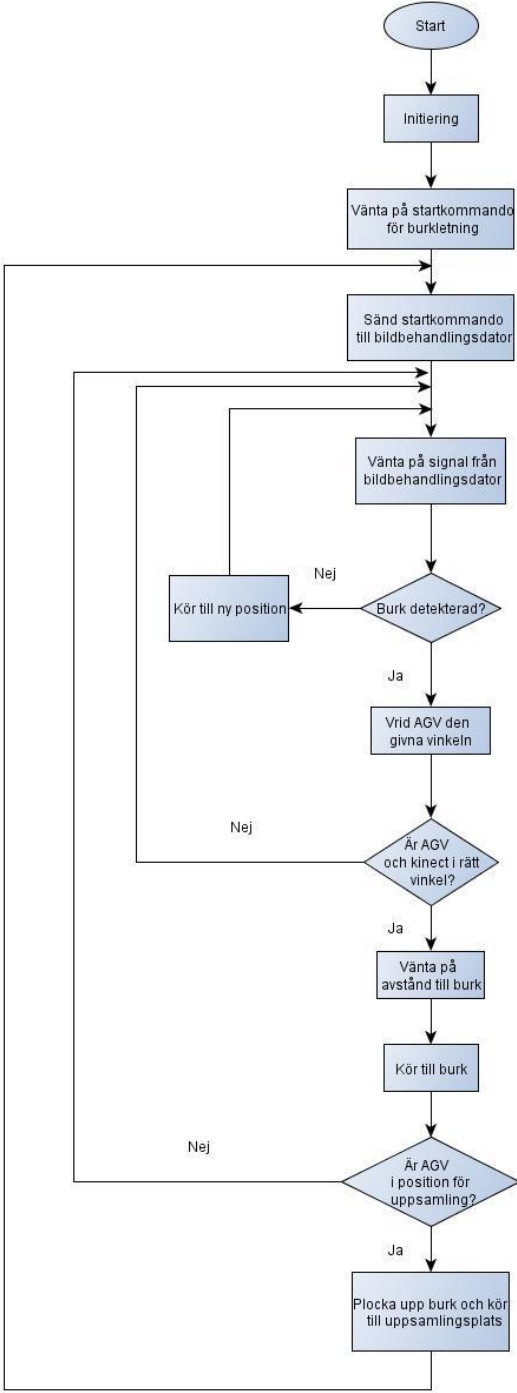 Start
Initiering
Vänta på startkommando
för burkletning
Sänd startkommando
till bildbehandlingsdator
Vänta på signal från
bildbehandlingsdator
Nej
Kör till ny position
Burk detekterad?
Ja
Vrid AGV den
givna vinkeln
Nej
Är AGV
och kinect i rätt
vinkel?
Ja
Vänta på
avstånd till burk
Kör till burk
Nej
Är AGV
i position för
uppsamling?
Ja
Plocka upp burk och kör
till uppsamlingsplats